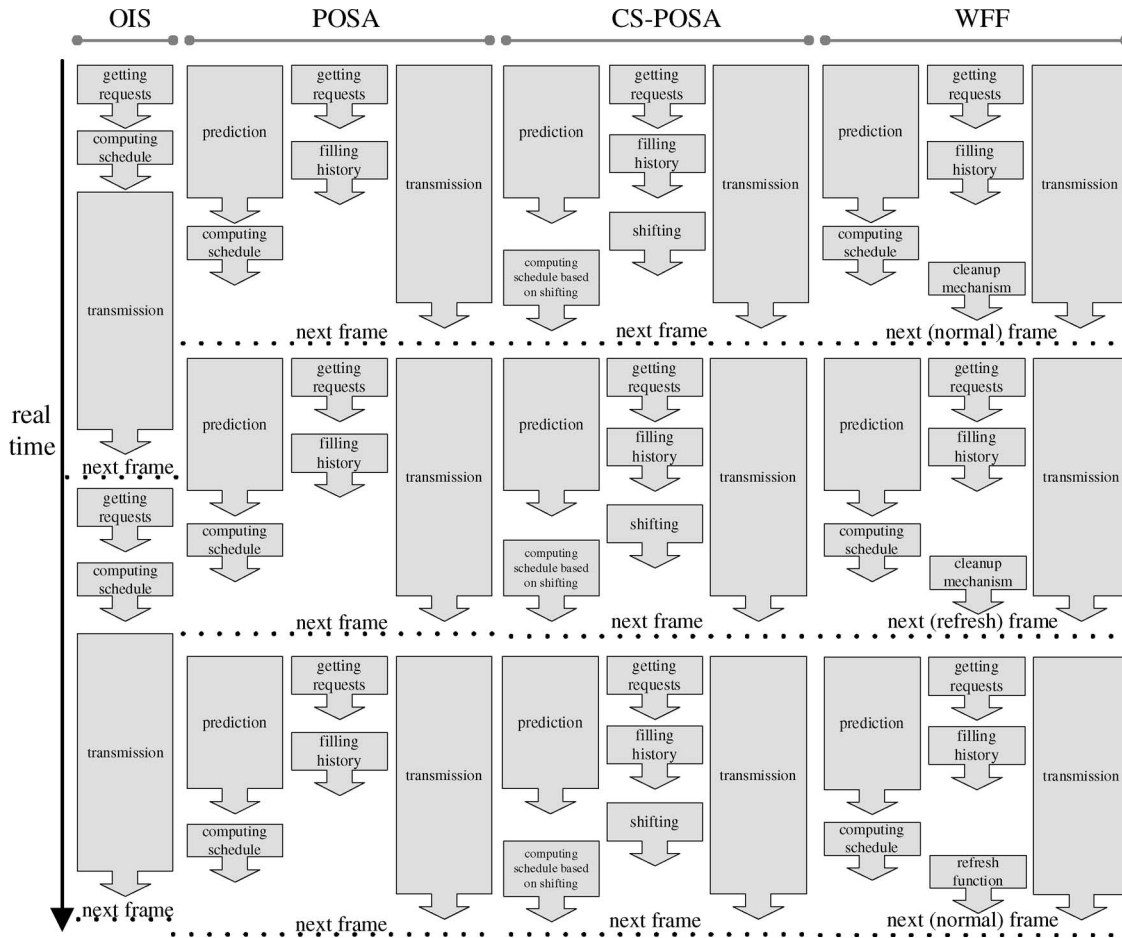 OIS
POSA
CS-POSA
WFF
real
time
getting
requests
computing
schedule
transmission
next frame
getting
requests
computing
schedule
transmission
next frame
prediction
computing
schedule
getting
requests
filling
history
transmission
next frame
prediction
computing
schedule
getting
requests
filling
history
transmission
next frame
prediction
computing
schedule
getting
requests
filling
history
transmission
next frame
prediction
computing
schedule based
on shifting
getting
requests
filling
history
shifting
transmission
next frame
prediction
computing
schedule based
on shifting
getting
requests
filling
history
shifting
transmission
next frame
prediction
computing
schedule based
on shifting
getting
requests
filling
history
shifting
transmission
next frame
prediction
computing
schedule
getting
requests
filling
history
cleanup
mechanism
transmission
next (normal) frame
prediction
computing
schedule
getting
requests
filling
history
cleanup
mechanism
transmission
next (refresh) frame
prediction
computing
schedule
getting
requests
filling
history
refresh
function
transmission
next (normal) frame